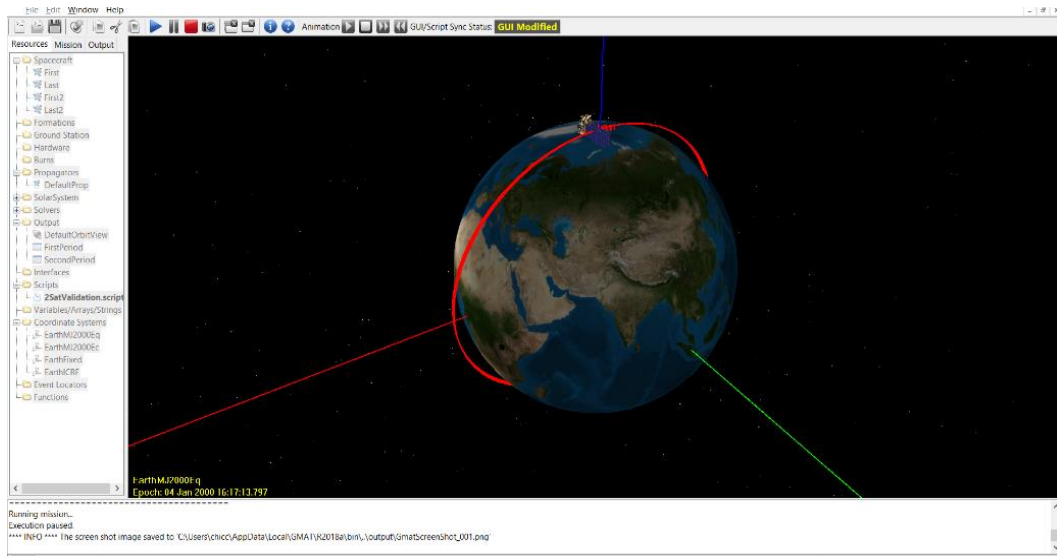 File Edit Window Help
Animation GUI/Script Sync Status: GUI Modified
Resources Mission Output
Spacecraft
First
Last
First2
Last2
Formations
Ground Station
Hardware
Burns
Propagators
DefaultProp
SolarSystem
Solvers
Output
DefaultOrbitView
FirstPeriod
SecondPeriod
Interfaces
Scripts
2SatValidation.script
Variables/Arrays/Strings
Coordinate Systems
EarthMJ2000Eq
EarthMJ2000Ec
EarthFixed
EarthICRF
Event Locators
Functions
EarthMJ2000Eq
Epoch: 04 Jan 2000 16:17:13.797
Running mission...
Execution paused.
**** INFO **** The screen shot image saved to 'C:\Users\chicc\AppData\Local\GMAT\R2018a\bin\..\output\GmatScreenShot_001.png'